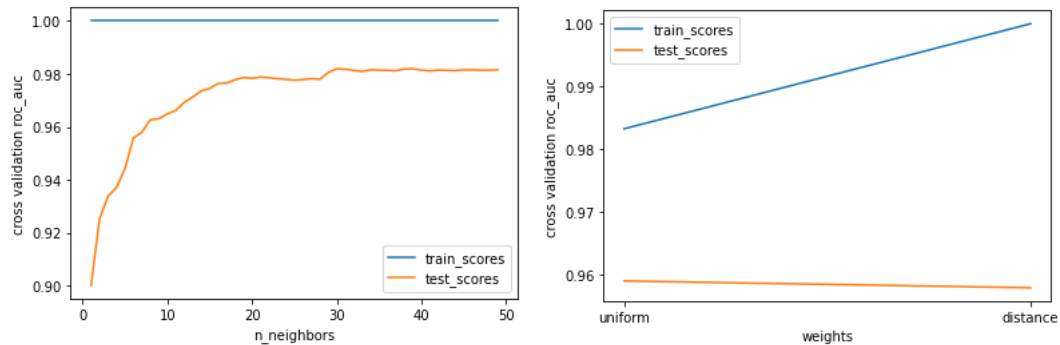 1.00
0.98
0.96
0.94
0.92
0.90
cross validation roc_auc
train_scores
test_scores
0 10 20 30 40 50
n_neighbors
1.00
0.99
0.98
0.97
0.96
cross validation roc_auc
train_scores
test_scores
uniform distance
weights